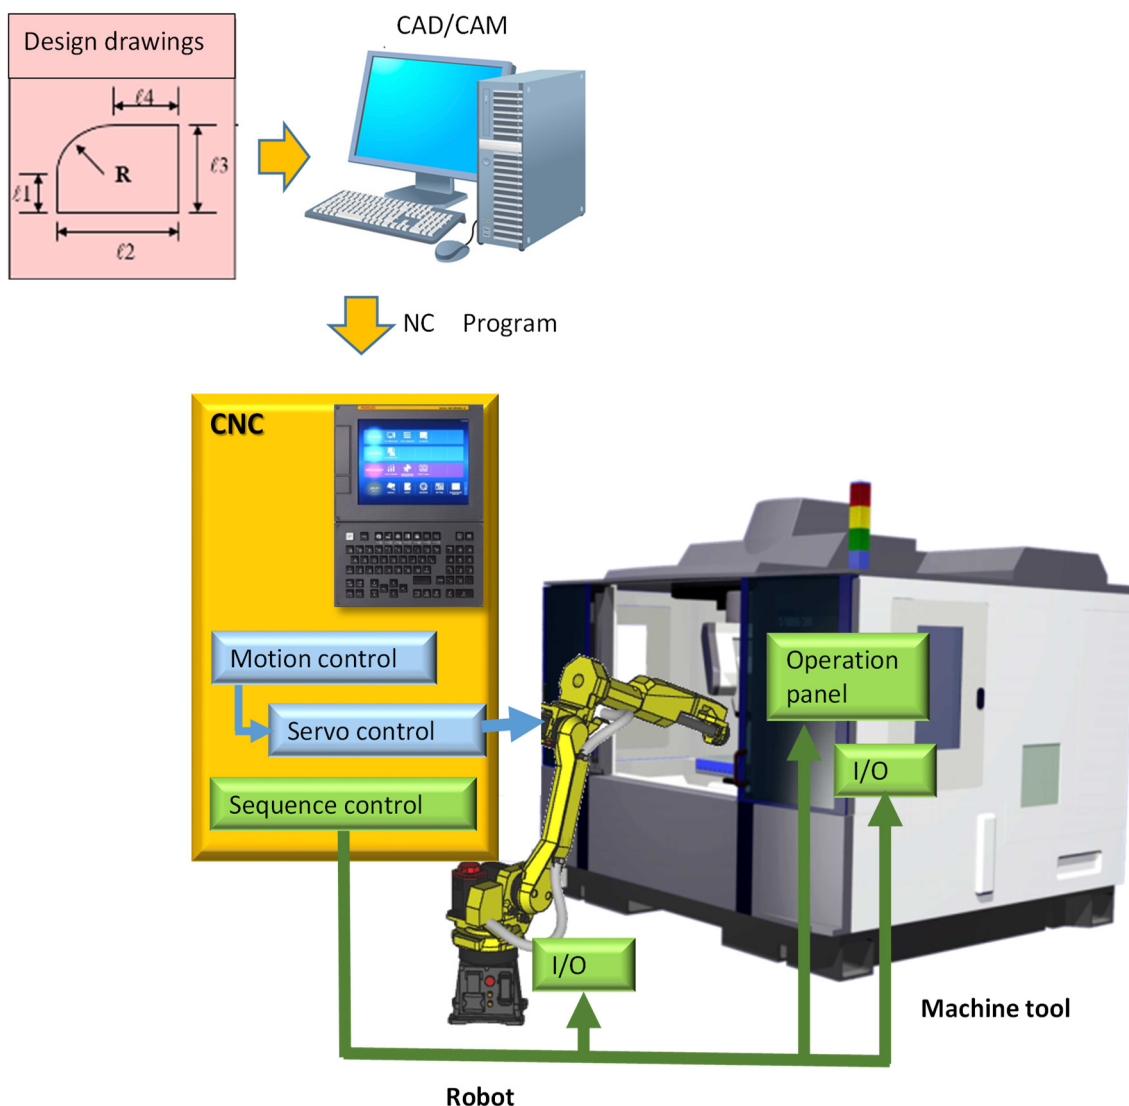 Design drawings
CAD/CAM
ℓ4
ℓ3
R
ℓ1
ℓ2
NC Program
CNC
Motion control
Operation
panel
Servo control
I/O
Sequence control
I/O
Machine tool
Robot